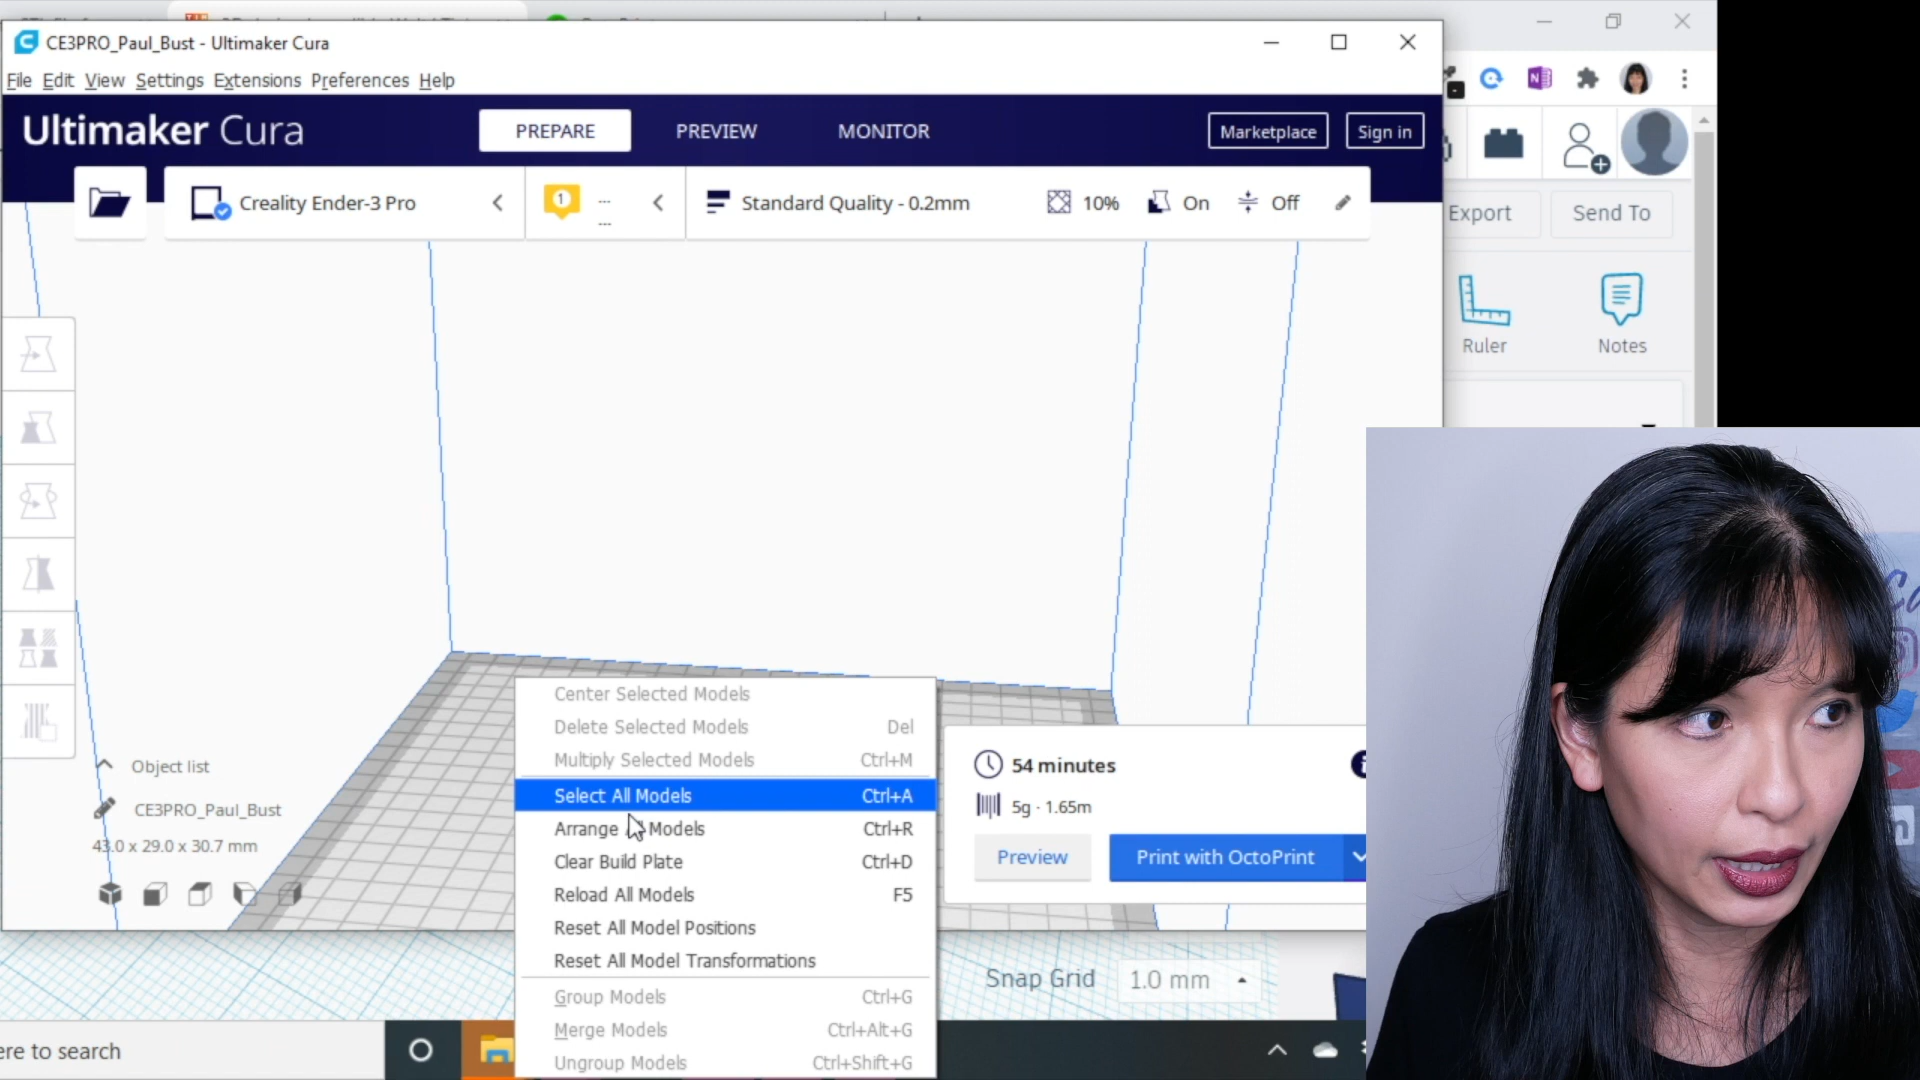 CE3PRO_Paul_Bust - Ultimaker Cura
File Edit View Settings Extensions Preferences Help
Ultimaker Cura
PREPARE
PREVIEW
MONITOR
Marketplace
Sign in
Creality Ender-3 Pro
1
...
...
Standard Quality - 0.2mm
10%
On
Off
Export
Send To
Ruler
Notes
Center Selected Models
Delete Selected Models Del
Multiply Selected Models Ctrl+M
Select All Models Ctrl+A
Arrange All Models Ctrl+R
Clear Build Plate Ctrl+D
Reload All Models F5
Reset All Model Positions
Reset All Model Transformations
Group Models Ctrl+G
Merge Models Ctrl+Alt+G
Ungroup Models Ctrl+Shift+G
Object list
CE3PRO_Paul_Bust
43.0 x 29.0 x 30.7 mm
54 minutes
5g · 1.65m
Preview
Print with OctoPrint
Snap Grid 1.0 mm
ere to search